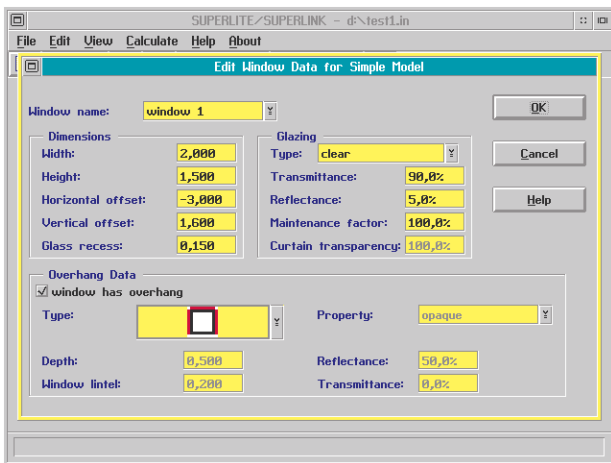 SUPERLITE/SUPERLINK - d:\test1.in
File Edit View Calculate Help About
Edit Window Data for Simple Model
Window name: window 1
OK
Dimensions
Width: 2,000
Height: 1,500
Horizontal offset: -3,000
Vertical offset: 1,600
Glass recess: 0,150
Glazing
Type: clear
Transmittance: 90,0%
Reflectance: 5,0%
Maintenance factor: 100,0%
Curtain transparency: 100,0%
Cancel
Help
Overhang Data
window has overhang
Type:
Property: opaque
Depth: 0,500
Reflectance: 50,0%
Window lintel: 0,200
Transmittance: 0,0%